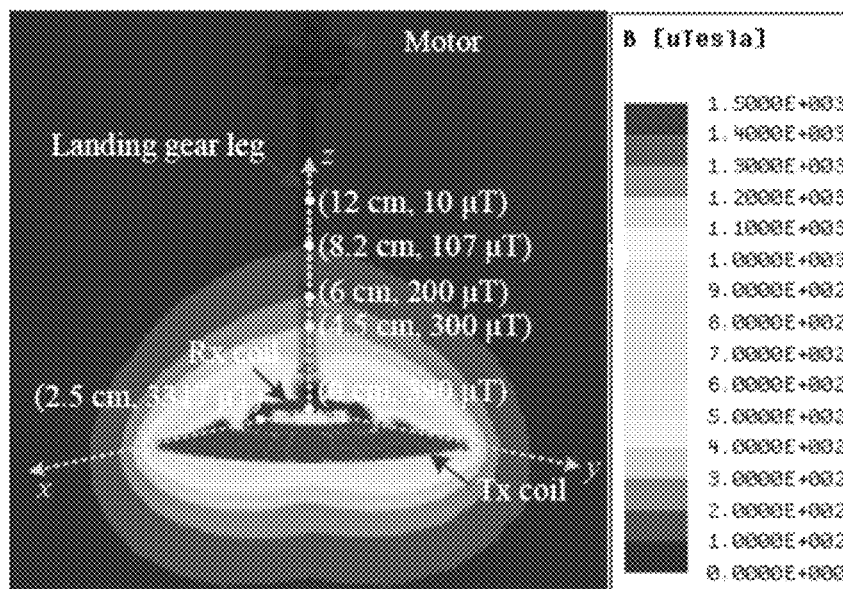 Motor
B [uTesla]
Landing gear leg
z
(12 cm, 10 μT)
(8.2 cm, 107 μT)
(6 cm, 200 μT)
(4.5 cm, 300 μT)
Rx coil
(2.5 cm,
x
y
Tx coil
1.5000E+003
1.4000E+003
1.3000E+003
1.2000E+003
1.1000E+003
1.0000E+003
9.0000E+002
8.0000E+002
7.0000E+002
6.0000E+002
5.0000E+002
4.0000E+002
3.0000E+002
2.0000E+002
1.0000E+002
0.0000E+000